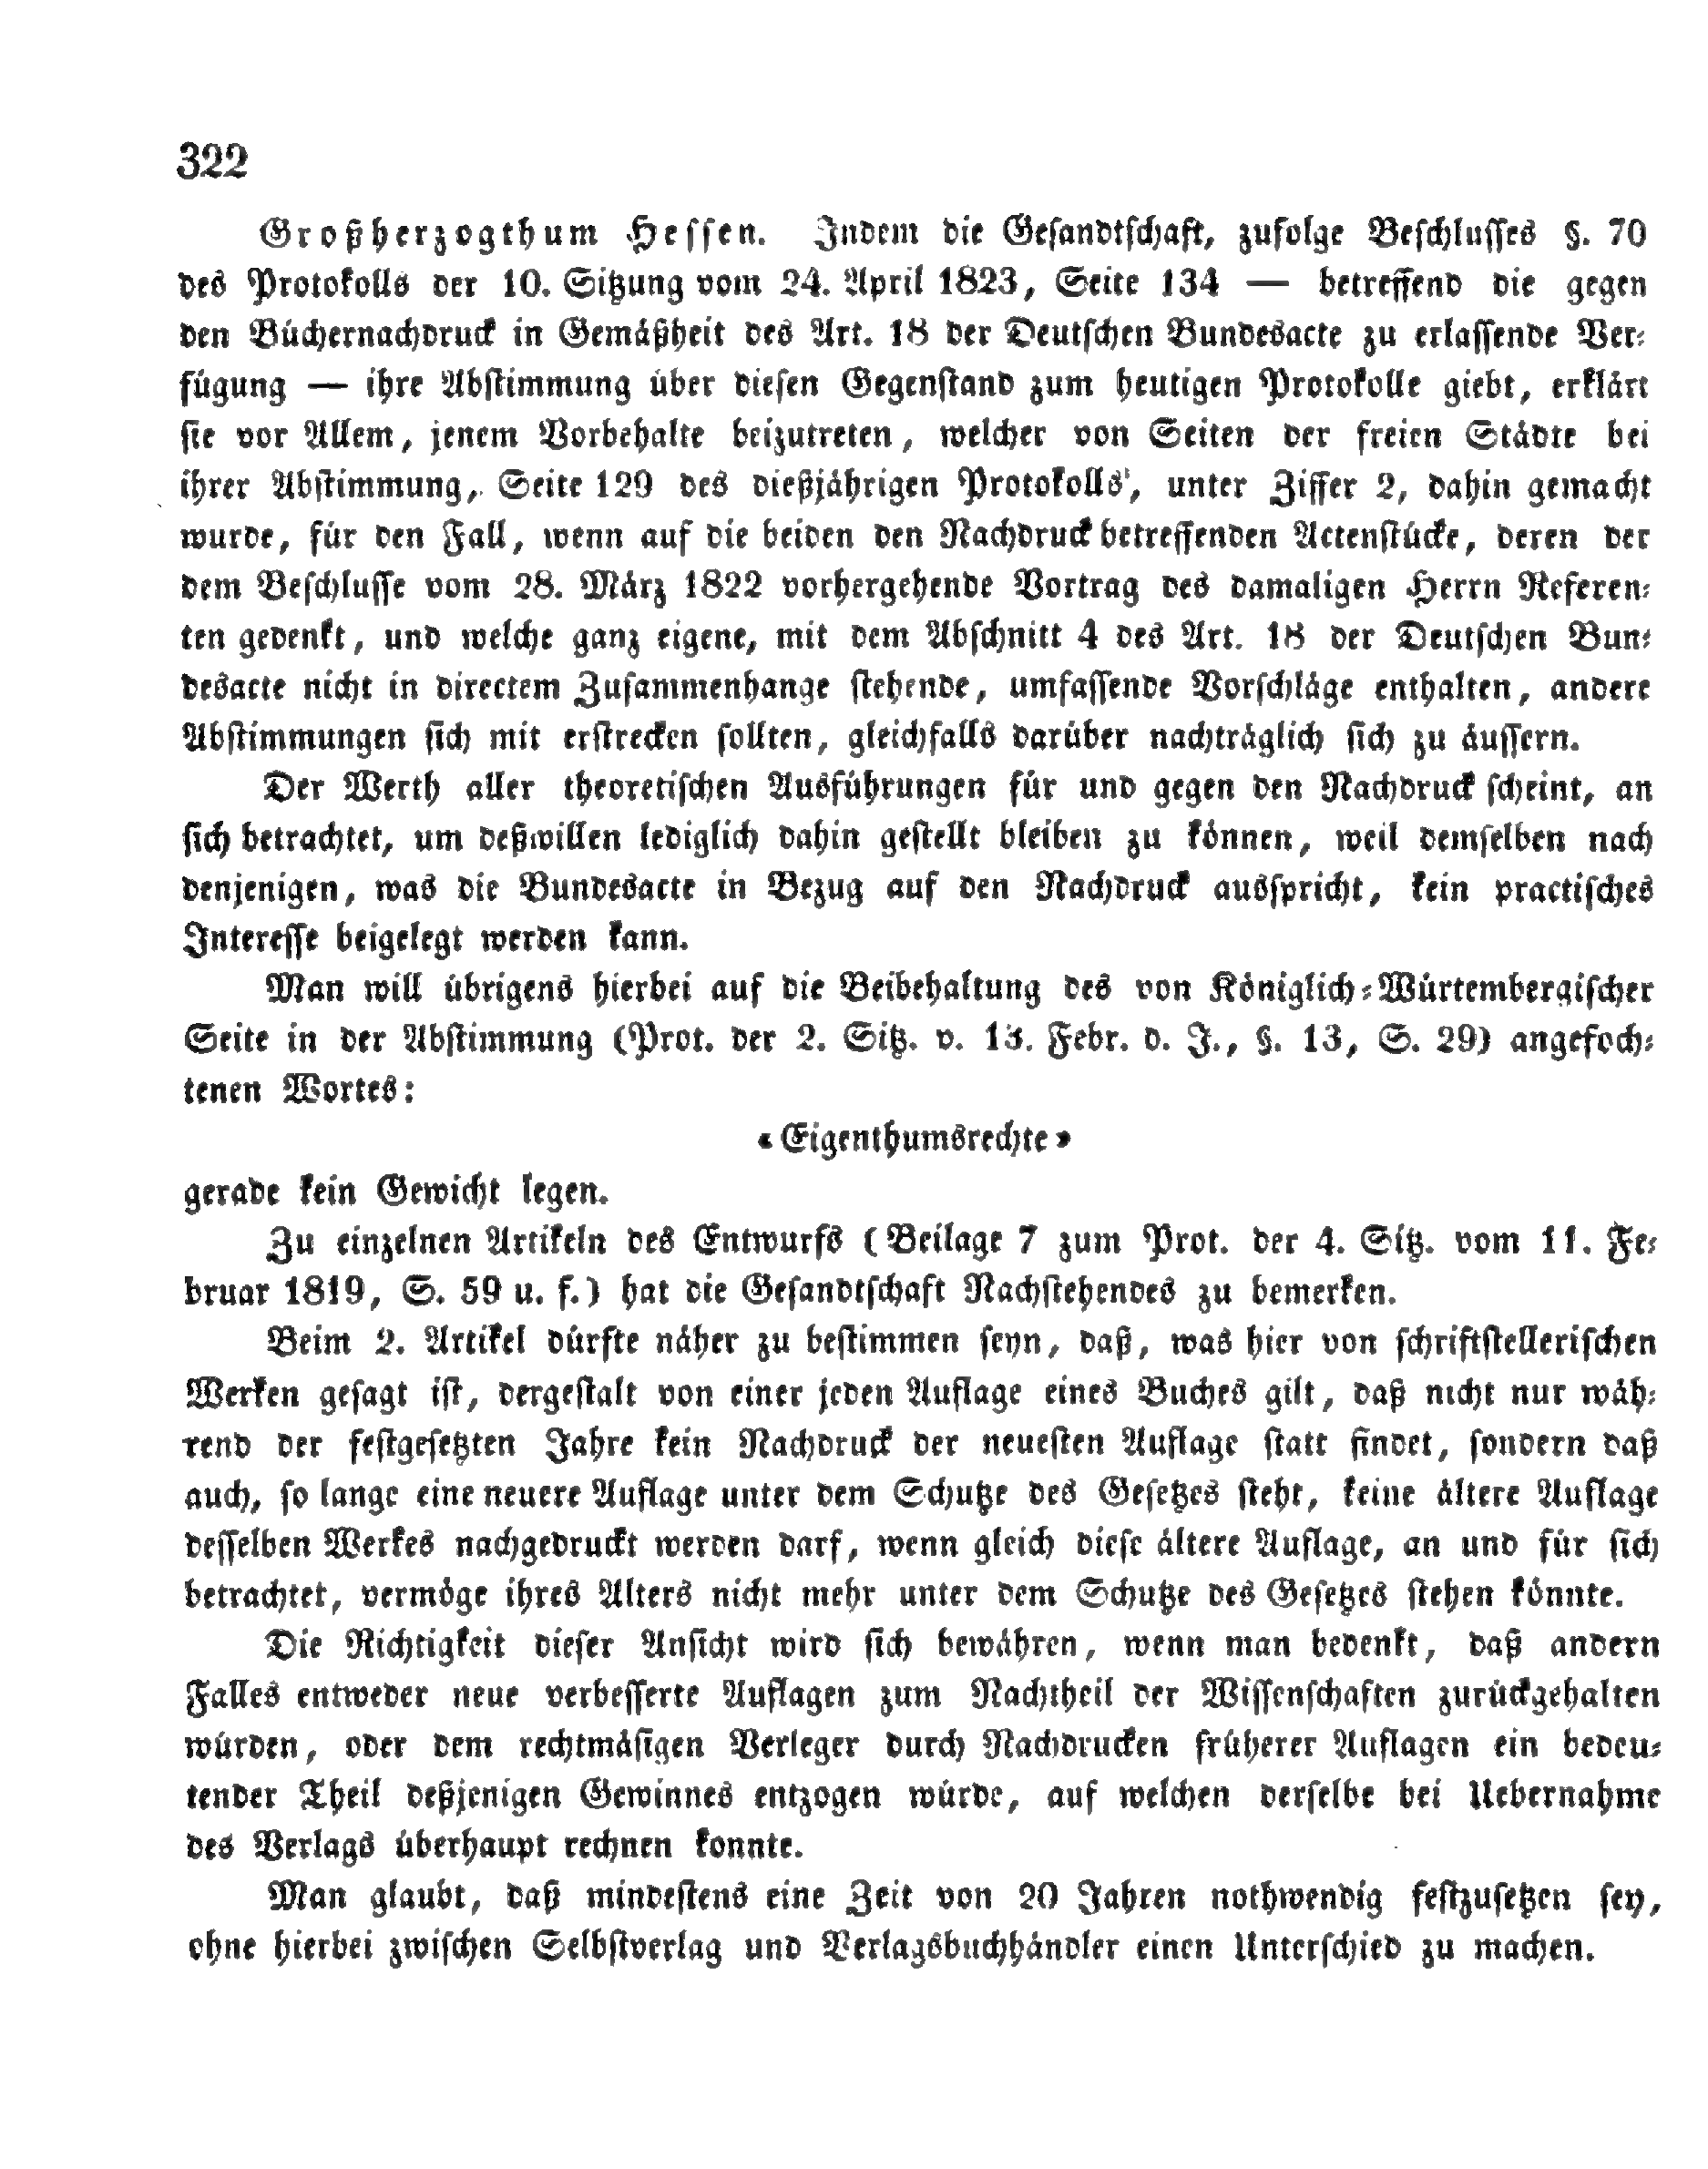 322
Großherzogthum Hessen. Indem die Gesandtschaft, zufolge Beschlusses §. 70
des Protokolls der 10. Sitzung vom 24. April 1823, Seite 134 — betreffend die gegen
den Büchernachdruck in Gemäßheit des Art. 18 der Deutschen Bundesacte zu erlassende Ver⸗
fügung — ihre Abstimmung über diesen Gegenstand zum heutigen Protokolle giebt, erklärt
sie vor Allem, jenem Vorbehalte beizutreten, welcher von Seiten der freien Städte bei
ihrer Abstimmung, Seite 129 des dießjährigen Protokolls, unter Ziffer 2, dahin gemacht
wurde, für den Fall, wenn auf die beiden den Nachdruck betreffenden Actenstücke, deren der
dem Beschlusse vom 28. März 1822 vorhergehende Vortrag des damaligen Herrn Referen⸗
ten gedenkt, und welche ganz eigene, mit dem Abschnitt 4 des Art. 18 der Deutschen Bun⸗
desacte nicht in directem Zusammenhange stehende, umfassende Vorschläge enthalten, andere
Abstimmungen sich mit erstrecken sollten, gleichfalls darüber nachträglich sich zu äussern.
Der Werth aller theoretischen Ausführungen für und gegen den Nachdruck scheint, an
sich betrachtet, um deßwillen lediglich dahin gestellt bleiben zu können, weil demselben nach
denjenigen, was die Bundesacte in Bezug auf den Nachdruck ausspricht, kein practisches
Interesse beigelegt werden kann.
Man will übrigens hierbei auf die Beibehaltung des von Königlich⸗Würtembergischer
Seite in der Abstimmung (Prot. der 2. Sitz. v. 13. Febr. d. J., §. 13, S. 29) angefoch⸗
tenen Wortes:
«Eigenthumsrechte»
gerade kein Gewicht legen.
Zu einzelnen Artikeln des Entwurfs (Beilage 7 zum Prot. der 4. Sitz. vom 11. Fe⸗
bruar 1819, S. 59 u. f.) hat die Gesandtschaft Nachstehendes zu bemerken.
Beim 2. Artikel dürfte näher zu bestimmen seyn, daß, was hier von schriftstellerischen
Werken gesagt ist, dergestalt von einer jeden Auflage eines Buches gilt, daß nicht nur wäh⸗
rend der festgesetzten Jahre kein Nachdruck der neuesten Auflage statt findet, sondern daß
auch, so lange eine neuere Auflage unter dem Schutze des Gesetzes steht, keine ältere Auflage
desselben Werkes nachgedruckt werden darf, wenn gleich diese ältere Auflage, an und für sich
betrachtet, vermöge ihres Alters nicht mehr unter dem Schutze des Gesetzes stehen könnte.
Die Richtigkeit dieser Ansicht wird sich bewähren, wenn man bedenkt, daß andern
Falles entweder neue verbesserte Auflagen zum Nachtheil der Wissenschaften zurückgehalten
würden, oder dem rechtmäsigen Verleger durch Nachdrucken früherer Auflagen ein bedeu⸗
tender Theil deßjenigen Gewinnes entzogen würde, auf welchen derselbe bei Uebernahme
des Verlags überhaupt rechnen konnte.
Man glaubt, daß mindestens eine Zeit von 20 Jahren nothwendig festzusetzen sey,
ohne hierbei zwischen Selbstverlag und Verlagsbuchhändler einen Unterschied zu machen.